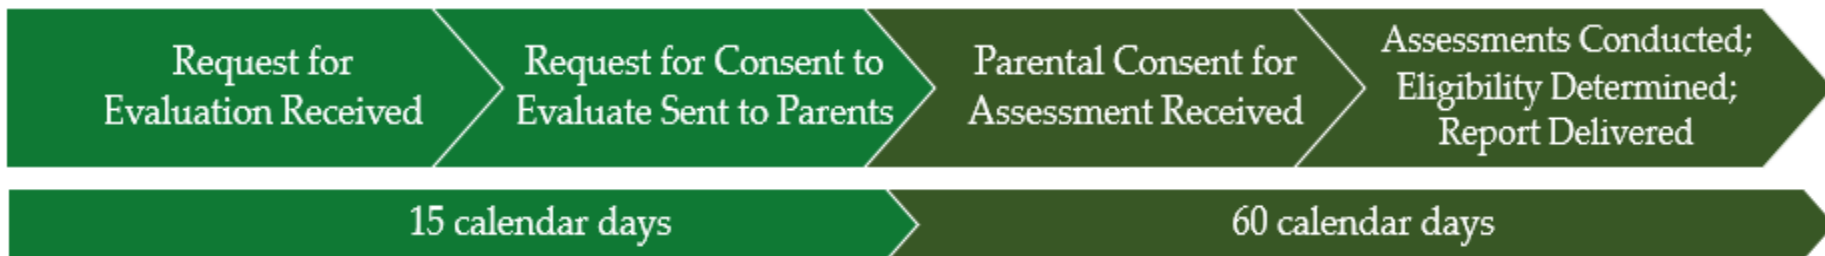 Request for
Evaluation Received
Request for Consent to
Evaluate Sent to Parents
Parental Consent for
Assessment Received
Assessments Conducted;
Eligibility Determined;
Report Delivered
15 calendar days
60 calendar days